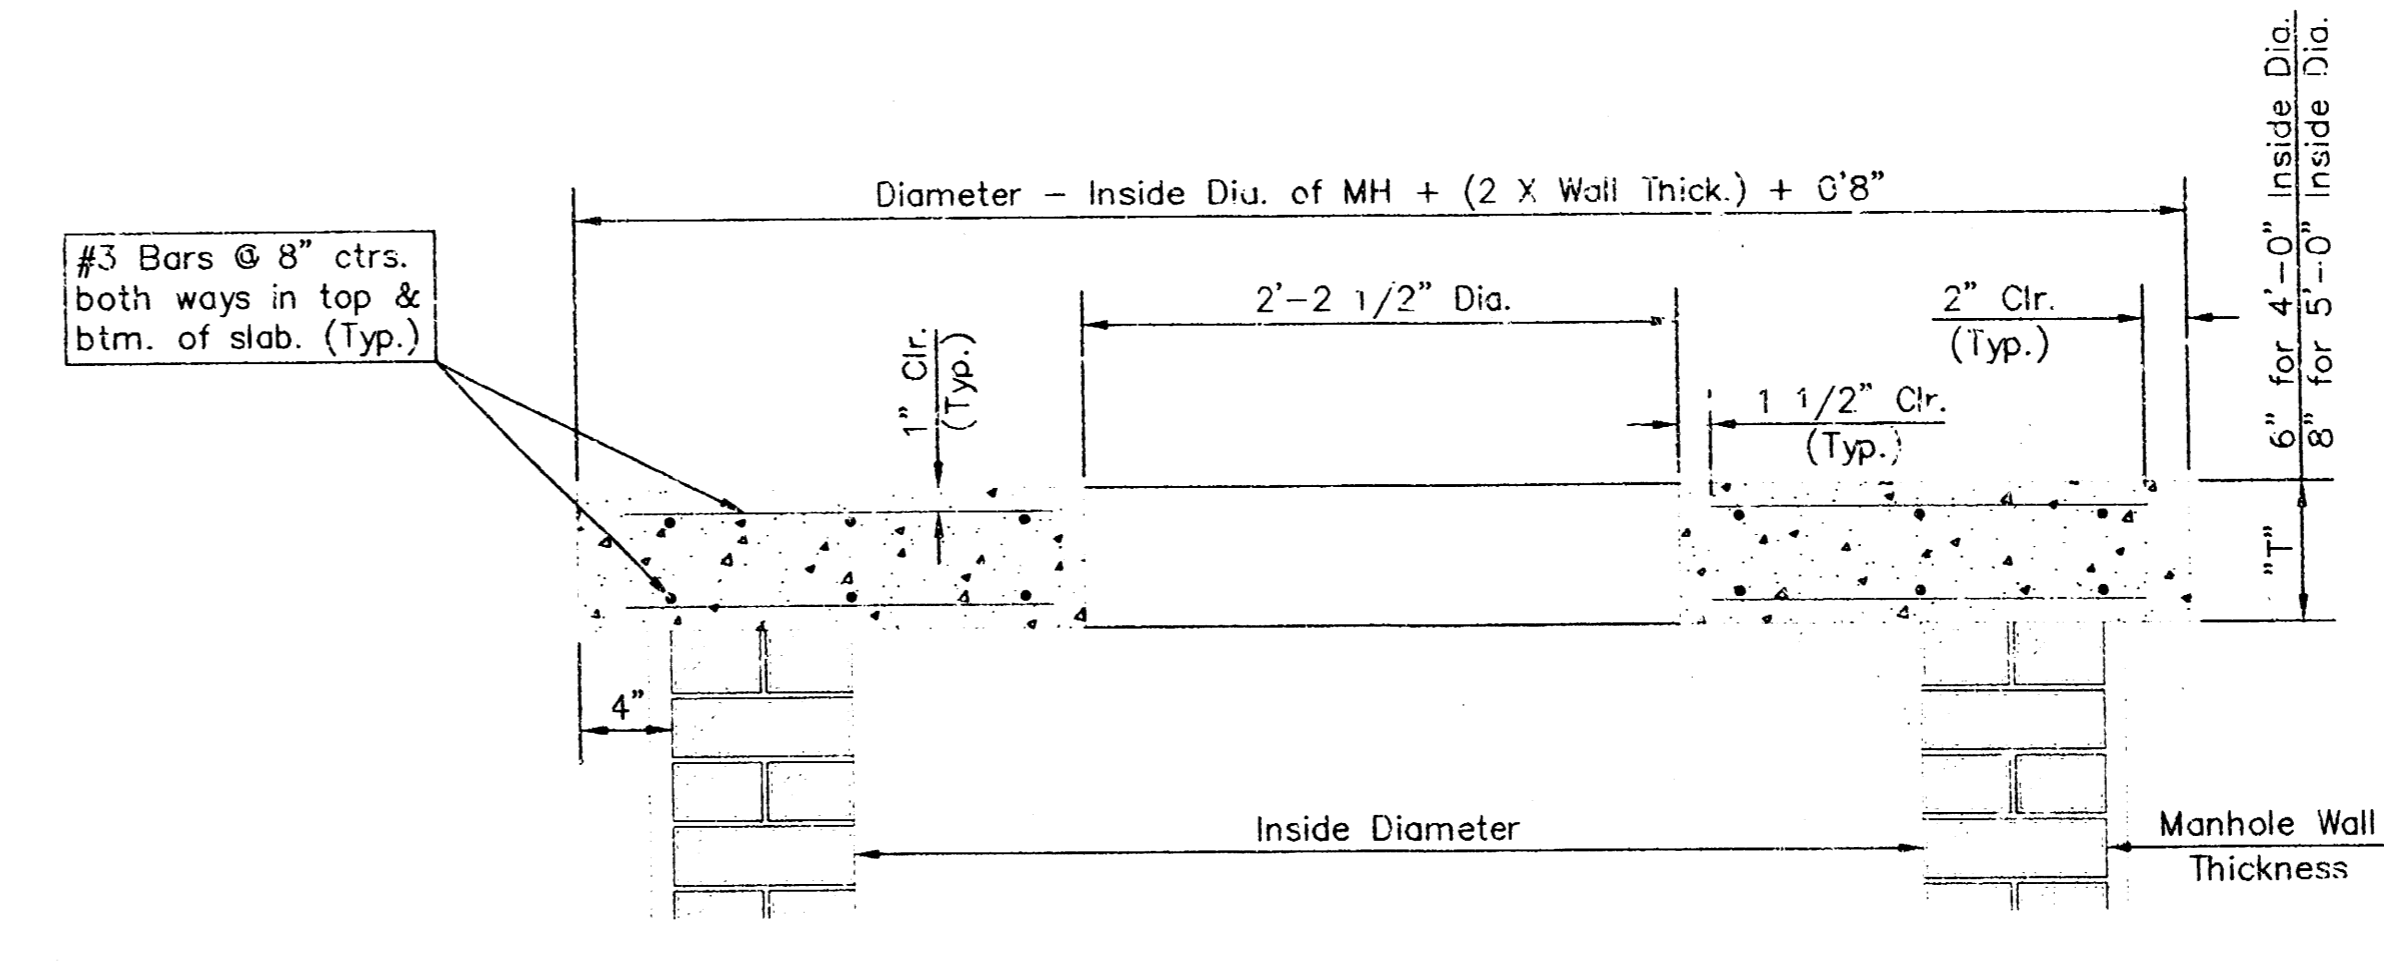 6" for 4'-0" Inside Dia.
8" for 5'-0" Inside Dia.
Diameter - Inside Dia. of MH + (2 X Wall Thick.) + 0'8"
#3 Bars @ 8" ctrs.
both ways in top &
btm. of slab. (Typ.)
2'-2 1/2" Dia.
2" Clr.
(Typ.)
1" Clr.
(Typ.)
1 1/2" Clr.
(Typ.)
"T"
4"
Inside Diameter
Manhole Wall
Thickness